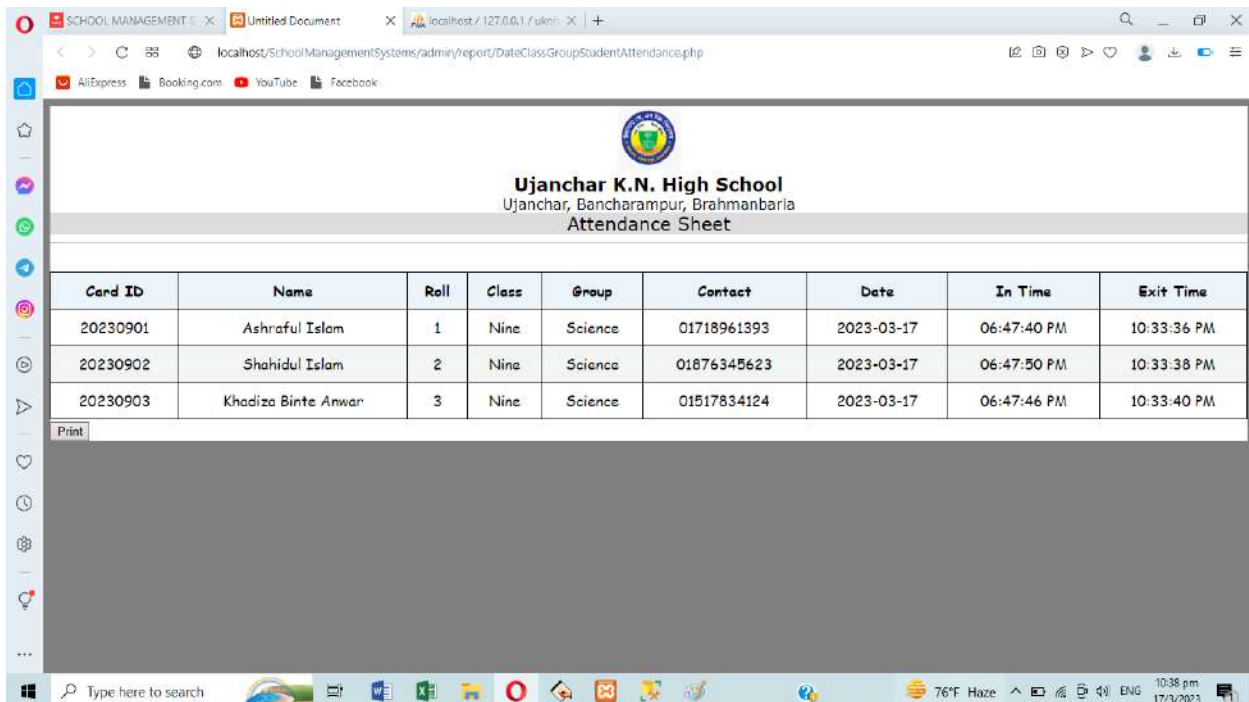 SCHOOL MANAGEMENT S
Untitled Document
localhost / 127.0.0.1 /
localhost/SchoolManagementSystems/admin/report/DateClassGroupStudentAttendance.php
AliExpress Booking.com YouTube Facebook
Ujanchar K.N. High School
Ujanchar, Bancharampur, Brahmanbaria
Attendance Sheet
Card ID Name Roll Class Group Contact Date In Time Exit Time
20230901 Ashraful Islam 1 Nine Science 01718961393 2023-03-17 06:47:40 PM 10:33:36 PM
20230902 Shahidul Islam 2 Nine Science 01876345623 2023-03-17 06:47:50 PM 10:33:38 PM
20230903 Khadiza Binte Anwar 3 Nine Science 01517834124 2023-03-17 06:47:46 PM 10:33:40 PM
Print
Type here to search
76°F Haze ENG 10:38 pm
17/3/2023